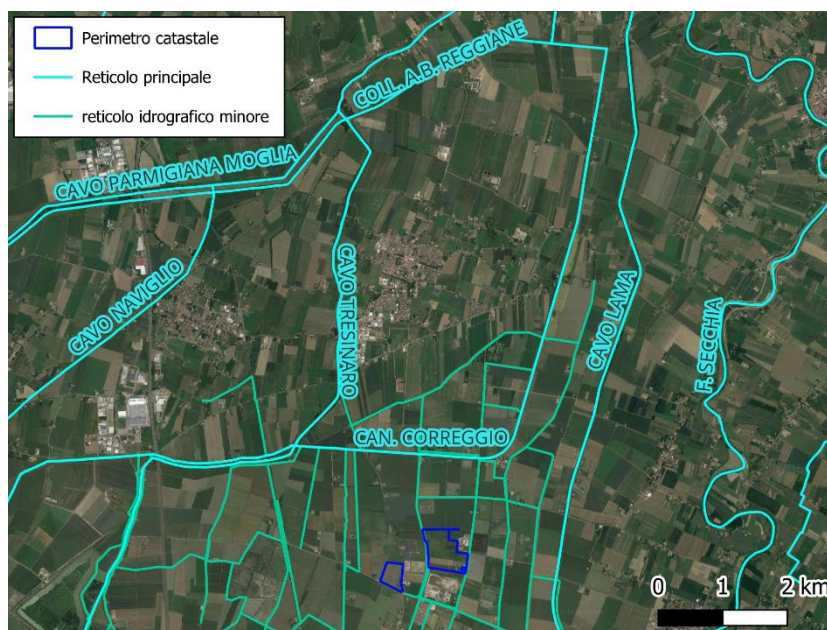 Perimetro catastale
Reticolo principale
reticolo idrografico minore
COLL. A.B. REGGIANE
CAVO PARMIGIANA MOGLIA
CAVO NAVIGLIO
CAVO TRESINARO
CAVO LAMA
F. SECCHIA
CAN. CORREGGIO
0 1 2 km